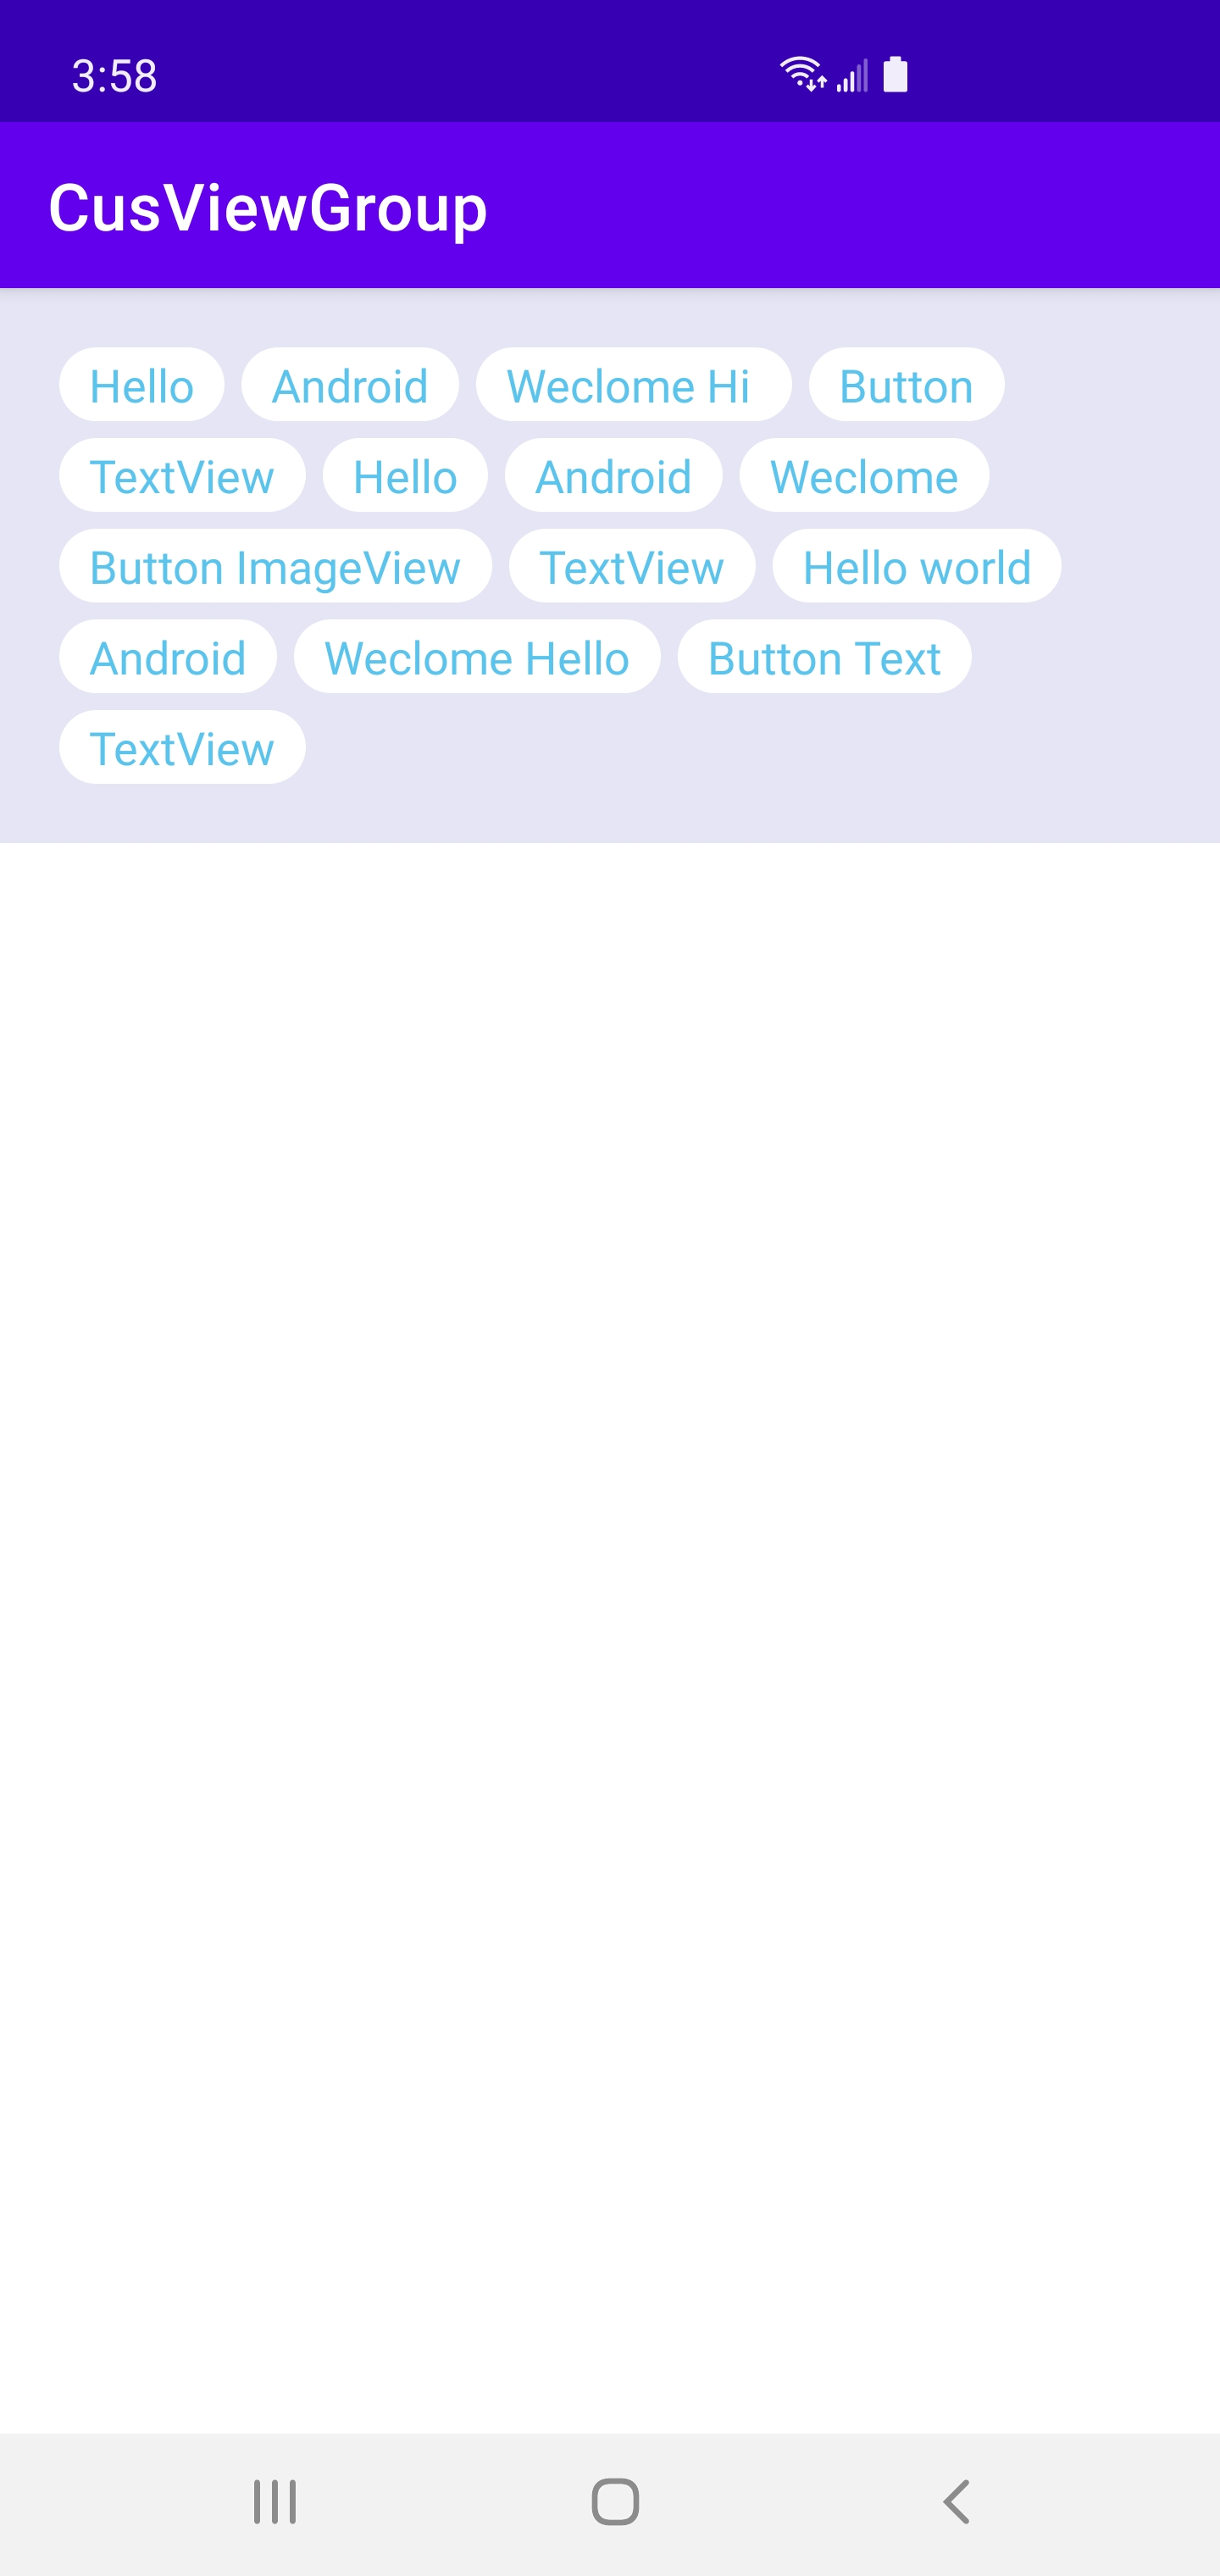 3:58
CusViewGroup
Hello Android Weclome Hi Button
TextView Hello Android Weclome
Button ImageView TextView Hello world
Android Weclome Hello Button Text
TextView